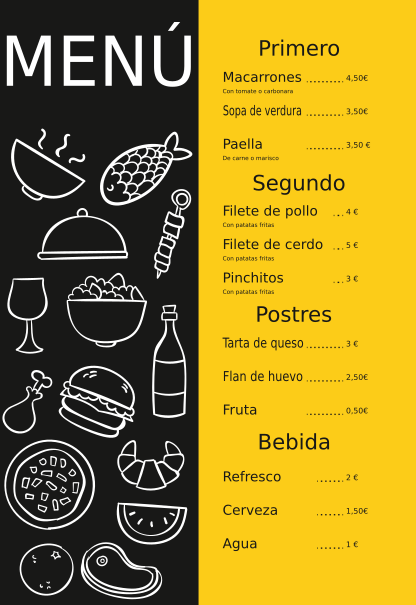 MENÚ
Primero
Macarrones ......... 4,50€
Con tomate o carbonara
Sopa de verdura ......... 3,50€
Paella ......... 3,50 €
De carne o marisco
Segundo
Filete de pollo ... 4 €
Con patatas fritas
Filete de cerdo ... 5 €
Con patatas fritas
Pinchitos ... 3 €
Con patatas fritas
Postres
Tarta de queso ......... 3 €
Flan de huevo ......... 2,50€
Fruta ......... 0,50€
Bebida
Refresco ...... 2 €
Cerveza ...... 1,50€
Agua ...... 1 €